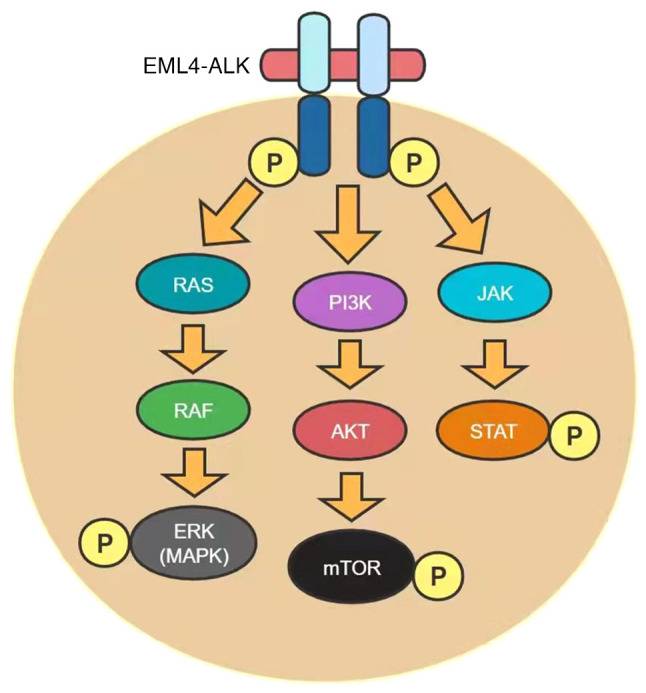 EML4-ALK
P
P
RAS
PI3K
JAK
RAF
AKT
STAT
P
P
ERK
(MAPK)
mTOR
P